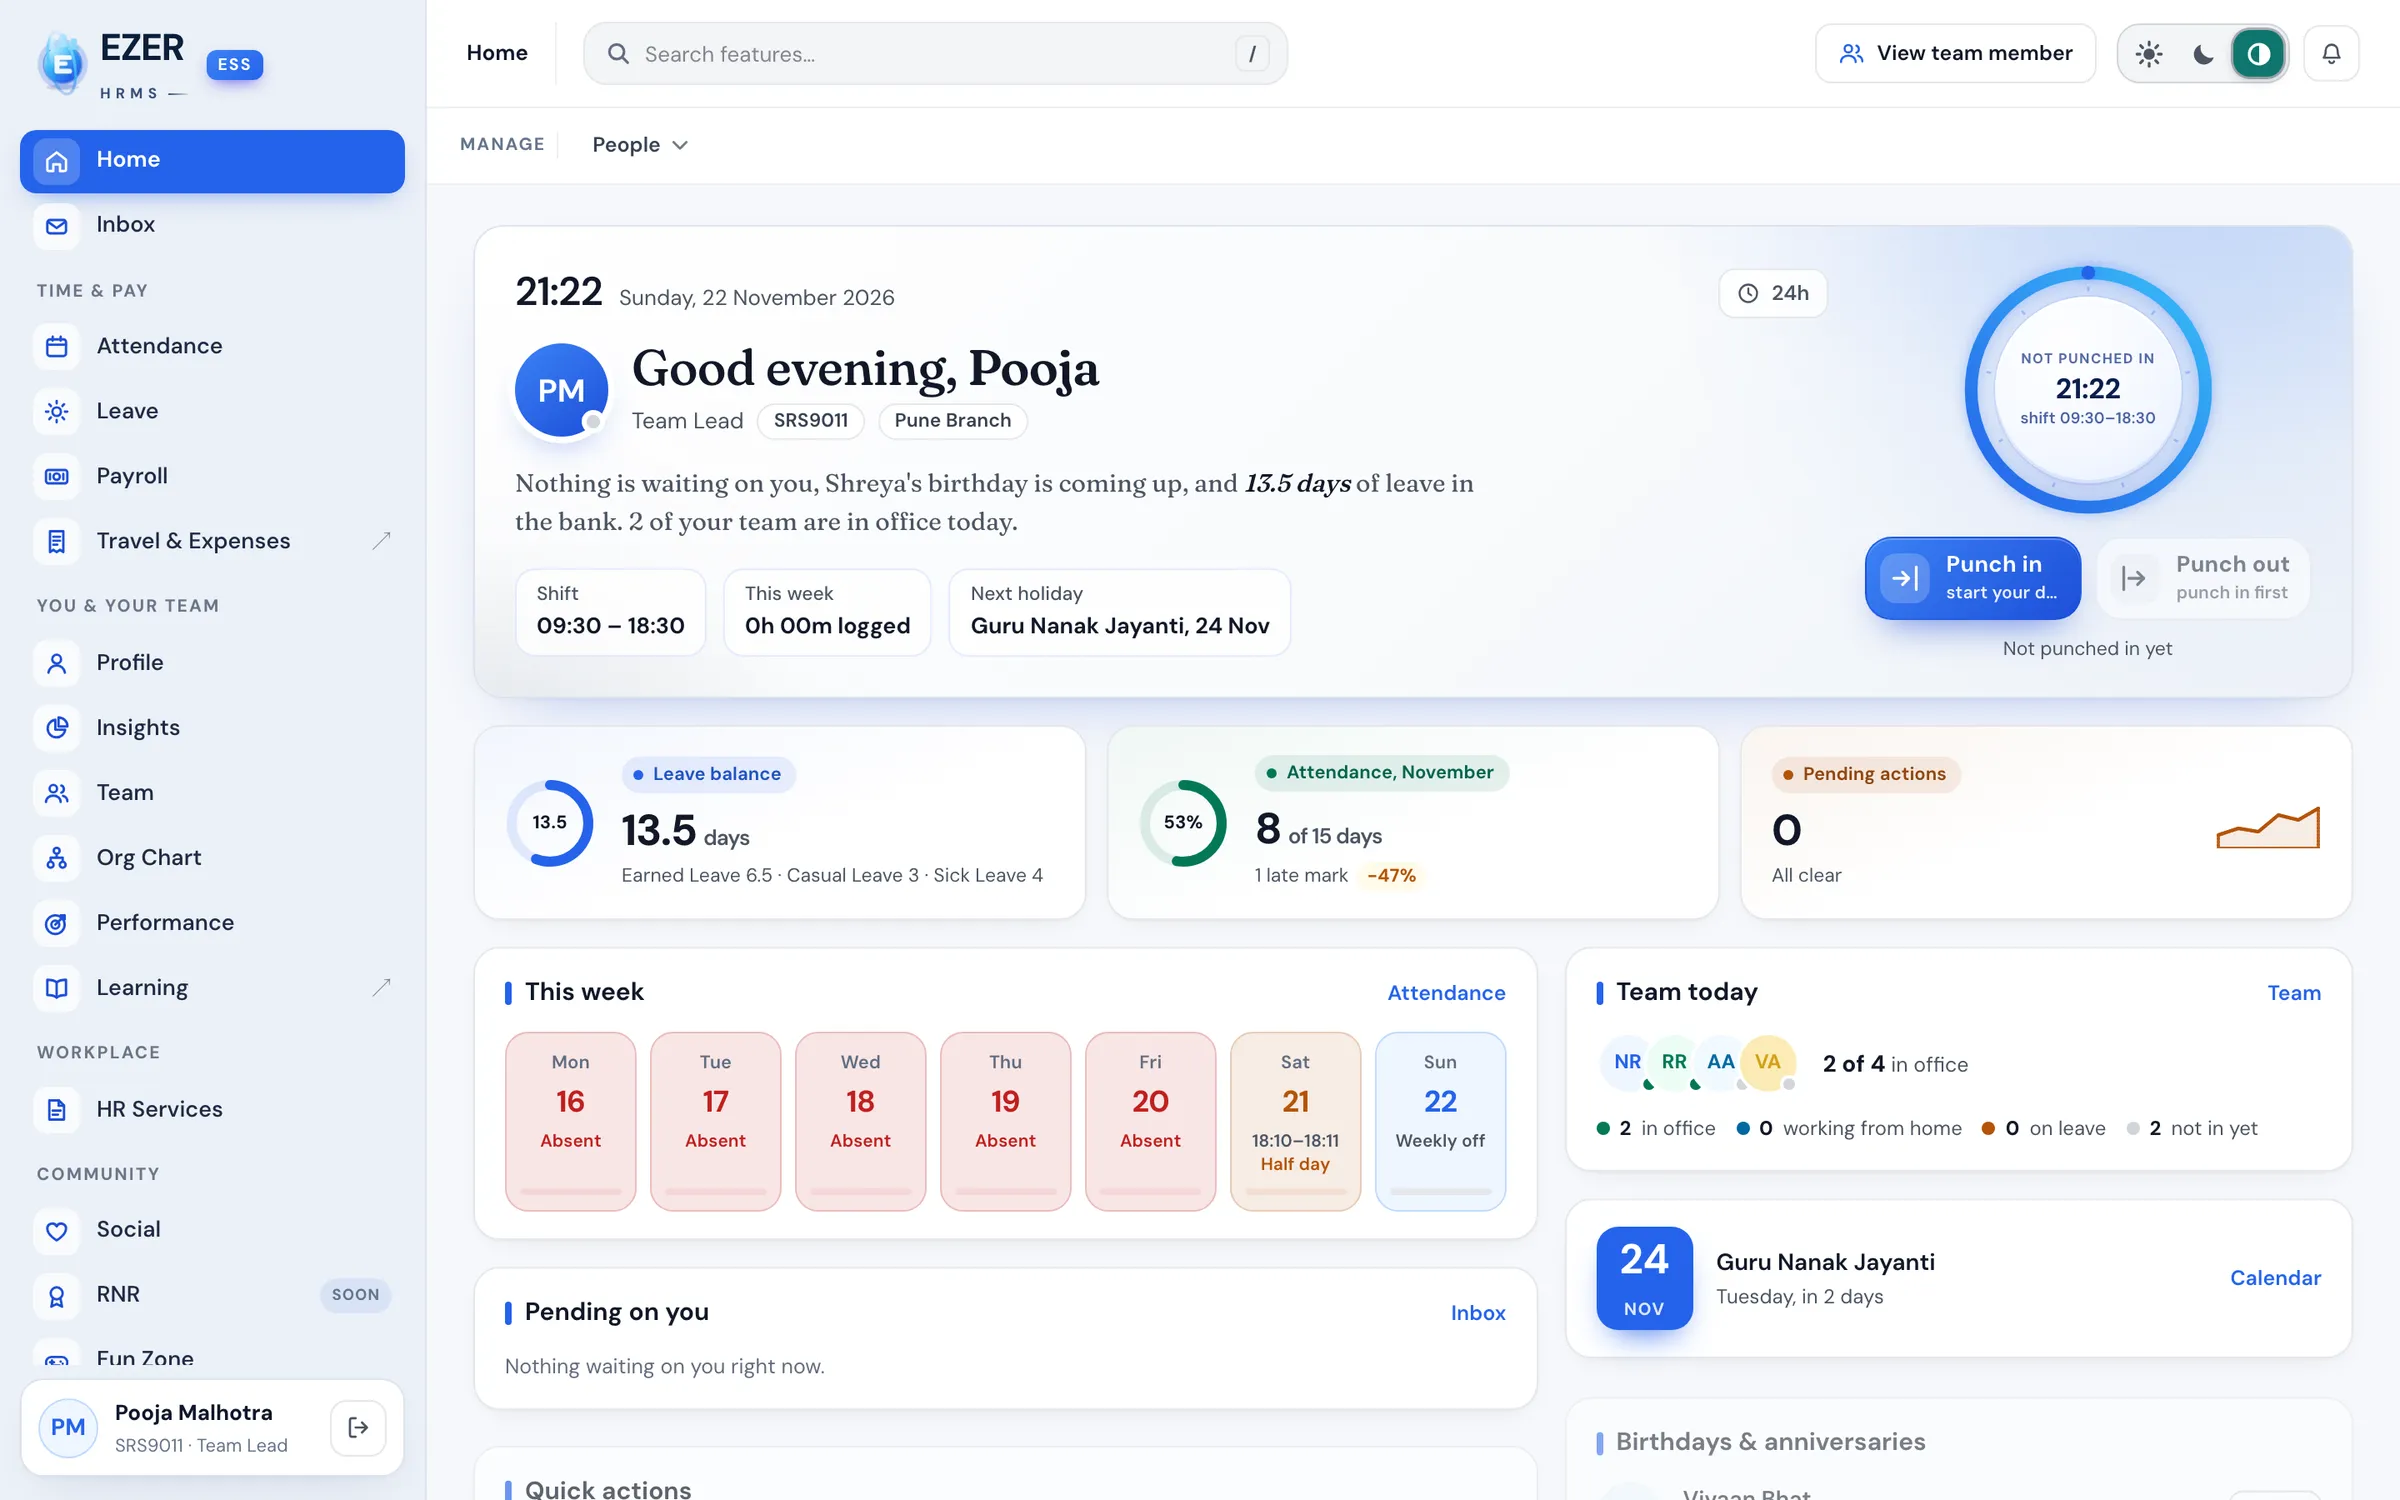 EZER
HRMS
ESS
Home
Inbox
TIME & PAY
Attendance
Leave
Payroll
Travel & Expenses
YOU & YOUR TEAM
Profile
Insights
Team
Org Chart
Performance
Learning
WORKPLACE
HR Services
COMMUNITY
Social
RNR SOON
Fun Zone
PM
Pooja Malhotra
SRS9011 · Team Lead
Home
Search features... /
View team member
MANAGE People
21:22 Sunday, 22 November 2026
24h
PM
Good evening, Pooja
Team Lead SRS9011 Pune Branch
Nothing is waiting on you, Shreya's birthday is coming up, and 13.5 days of leave in
the bank. 2 of your team are in office today.
Shift
09:30 – 18:30
This week
0h 00m logged
Next holiday
Guru Nanak Jayanti, 24 Nov
NOT PUNCHED IN
21:22
shift 09:30–18:30
Punch in
start your d...
Punch out
punch in first
Not punched in yet
13.5
Leave balance
13.5 days
Earned Leave 6.5 · Casual Leave 3 · Sick Leave 4
53%
Attendance, November
8 of 15 days
1 late mark -47%
Pending actions
0
All clear
This week Attendance
Mon
16
Absent
Tue
17
Absent
Wed
18
Absent
Thu
19
Absent
Fri
20
Absent
Sat
21
18:10–18:11
Half day
Sun
22
Weekly off
Pending on you Inbox
Nothing waiting on you right now.
Quick actions
Team today Team
NR RR AA VA 2 of 4 in office
2 in office 0 working from home 0 on leave 2 not in yet
24
NOV
Guru Nanak Jayanti
Tuesday, in 2 days
Calendar
Birthdays & anniversaries
Vivaan Bhat